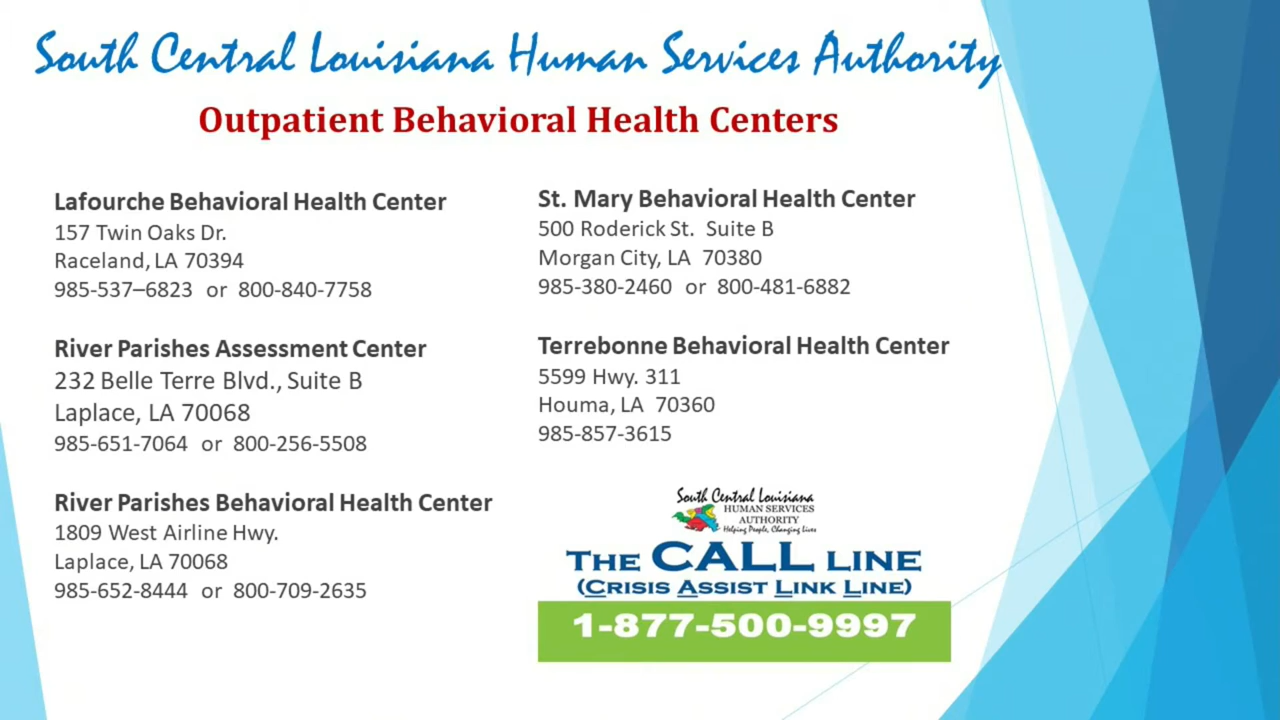 South Central Louisiana Human Services Authority
Outpatient Behavioral Health Centers
Lafourche Behavioral Health Center
157 Twin Oaks Dr.
Raceland, LA 70394
985-537–6823 or 800-840-7758
River Parishes Assessment Center
232 Belle Terre Blvd., Suite B
Laplace, LA 70068
985-651-7064 or 800-256-5508
River Parishes Behavioral Health Center
1809 West Airline Hwy.
Laplace, LA 70068
985-652-8444 or 800-709-2635
St. Mary Behavioral Health Center
500 Roderick St. Suite B
Morgan City, LA 70380
985-380-2460 or 800-481-6882
Terrebonne Behavioral Health Center
5599 Hwy. 311
Houma, LA 70360
985-857-3615
South Central Louisiana
HUMAN SERVICES
AUTHORITY
Helping People, Changing Lives
THE CALL LINE
(CRISIS ASSIST LINK LINE)
1-877-500-9997